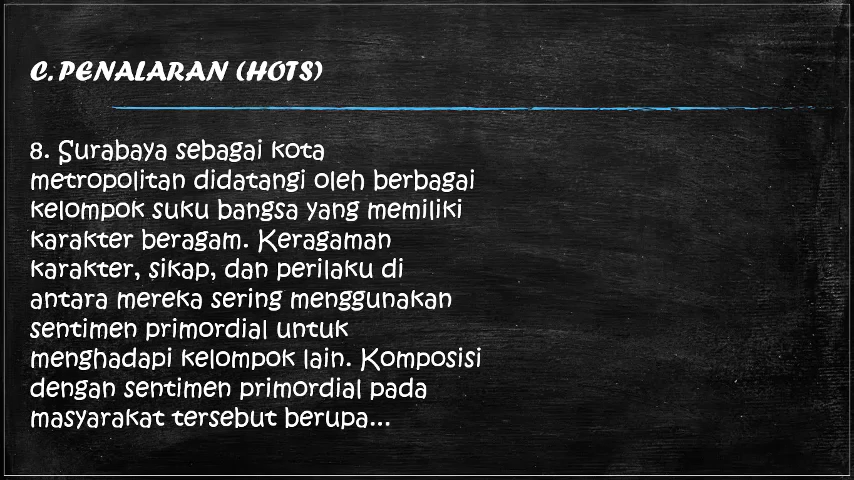 C. PENALARAN (HOTS)
8. Surabaya sebagai kota
metropolitan didatangi oleh berbagai
kelompok suku bangsa yang memiliki
karakter beragam. Keragaman
karakter, sikap, dan perilaku di
antara mereka sering menggunakan
sentimen primordial untuk
menghadapi kelompok lain. Komposisi
dengan sentimen primordial pada
masyarakat tersebut berupa...